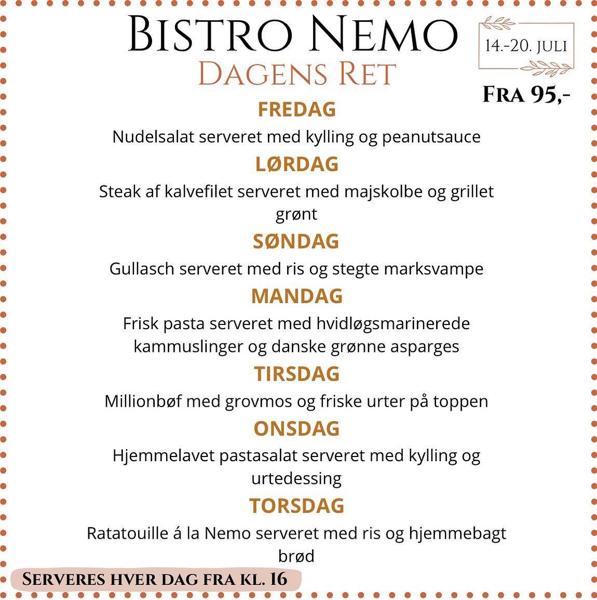 BISTRO NEMO
14.-20. JULI
DAGENS RET
FRA 95,-
FREDAG
Nudelsalat serveret med kylling og peanutsauce
LØRDAG
Steak af kalvefilet serveret med majskolbe og grillet
grønt
SØNDAG
Gullasch serveret med ris og stegte marksvampe
MANDAG
Frisk pasta serveret med hvidløgsmarinerede
kammuslinger og danske grønne asparges
TIRSDAG
Millionbøf med grovmos og friske urter på toppen
ONSDAG
Hjemmelavet pastasalat serveret med kylling og
urtedessing
TORSDAG
Ratatouille á la Nemo serveret med ris og hjemmebagt
brød
SERVERES HVER DAG FRA KL. 16